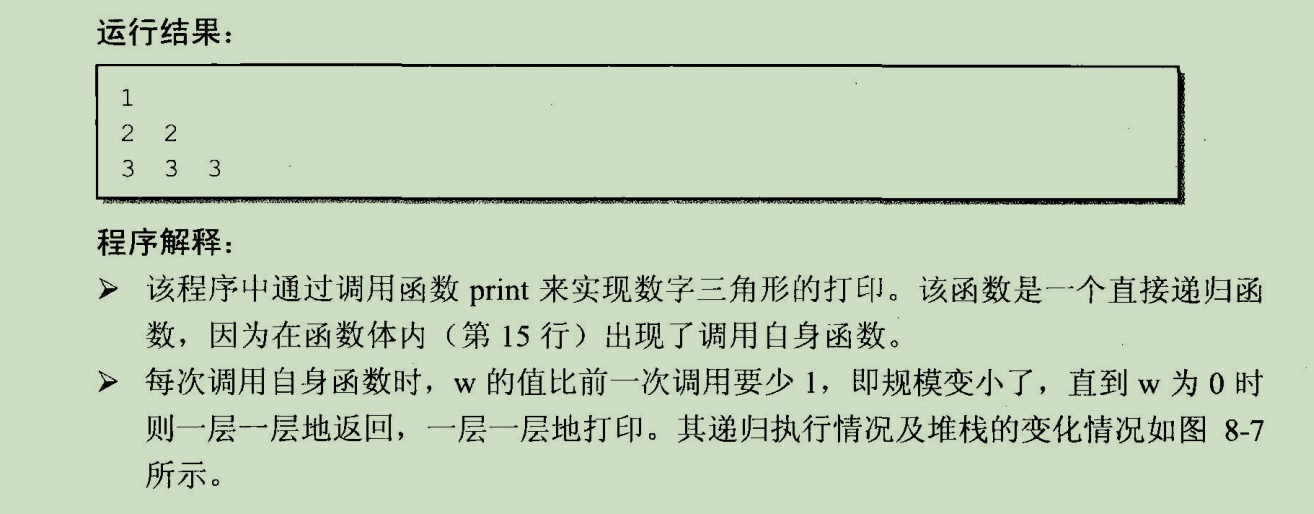 运行结果：
1
2 2
3 3 3
程序解释：
➢ 该程序中通过调用函数 print 来实现数字三角形的打印。该函数是一个直接递归函
数，因为在函数体内（第 15 行）出现了调用自身函数。
➢ 每次调用自身函数时，w 的值比前一次调用要少 1，即规模变小了，直到 w 为 0 时
则一层一层地返回，一层一层地打印。其递归执行情况及堆栈的变化情况如图 8-7
所示。